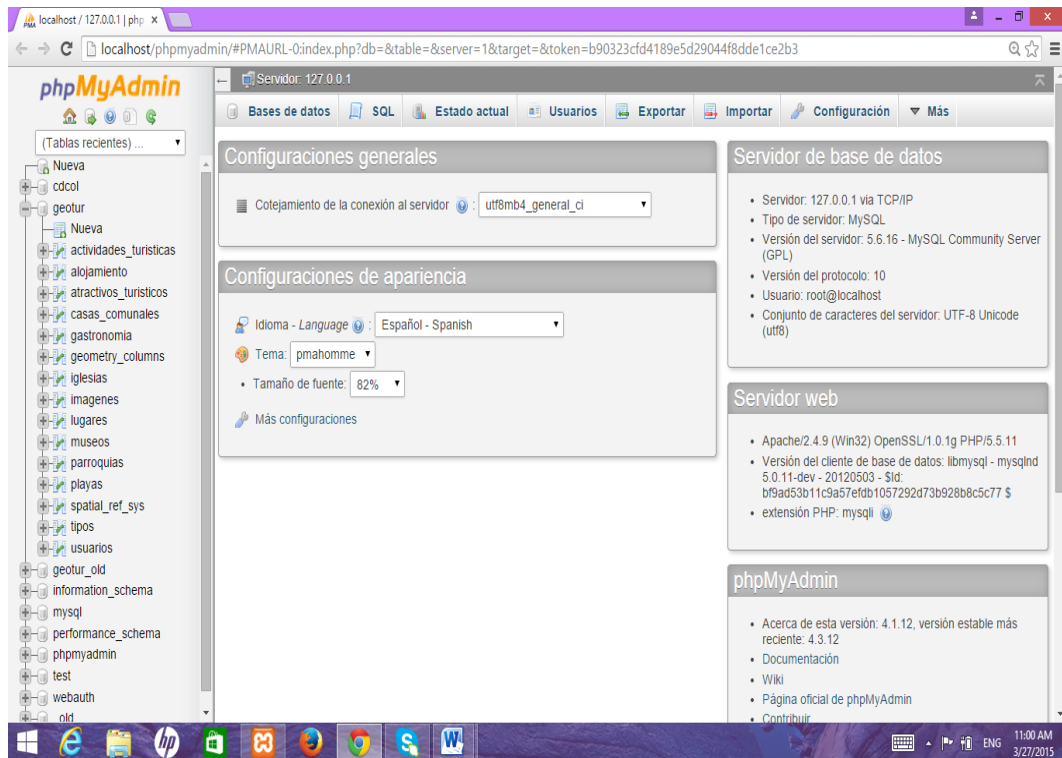 localhost / 127.0.0.1 | php
localhost/phpmyadmin/#PMAURL-0:index.php?db=&table=&server=1&target=&token=b90323cfd4189e5d29044f8dde1ce2b3
phpMyAdmin
(Tablas recientes) ...
Nueva
cdcol
geotur
Nueva
actividades_turisticas
alojamiento
atractivos_turisticos
casas_comunales
gastronomia
geometry_columns
iglesias
imagenes
lugares
museos
parroquias
playas
spatial_ref_sys
tipos
usuarios
geotur_old
information_schema
mysql
performance_schema
phpmyadmin
test
webauth
_old
Servidor: 127.0.0.1
Bases de datos SQL Estado actual Usuarios Exportar Importar Configuración Más
Configuraciones generales
Cotejamiento de la conexión al servidor : utf8mb4_general_ci
Configuraciones de apariencia
Idioma - Language : Español - Spanish
Tema: pmahomme
• Tamaño de fuente: 82%
Más configuraciones
Servidor de base de datos
• Servidor: 127.0.0.1 via TCP/IP
• Tipo de servidor: MySQL
• Versión del servidor: 5.6.16 - MySQL Community Server
(GPL)
• Versión del protocolo: 10
• Usuario: root@localhost
• Conjunto de caracteres del servidor: UTF-8 Unicode
(utf8)
Servidor web
• Apache/2.4.9 (Win32) OpenSSL/1.0.1g PHP/5.5.11
• Versión del cliente de base de datos: libmysql - mysqlnd
5.0.11-dev - 20120503 - $Id:
bf9ad53b11c9a57efdb1057292d73b928b8c5c77 $
• extensión PHP: mysqli
phpMyAdmin
• Acerca de esta versión: 4.1.12, versión estable más
reciente: 4.3.12
• Documentación
• Wiki
• Página oficial de phpMyAdmin
• Contribuir
ENG
11:00 AM
3/27/2015